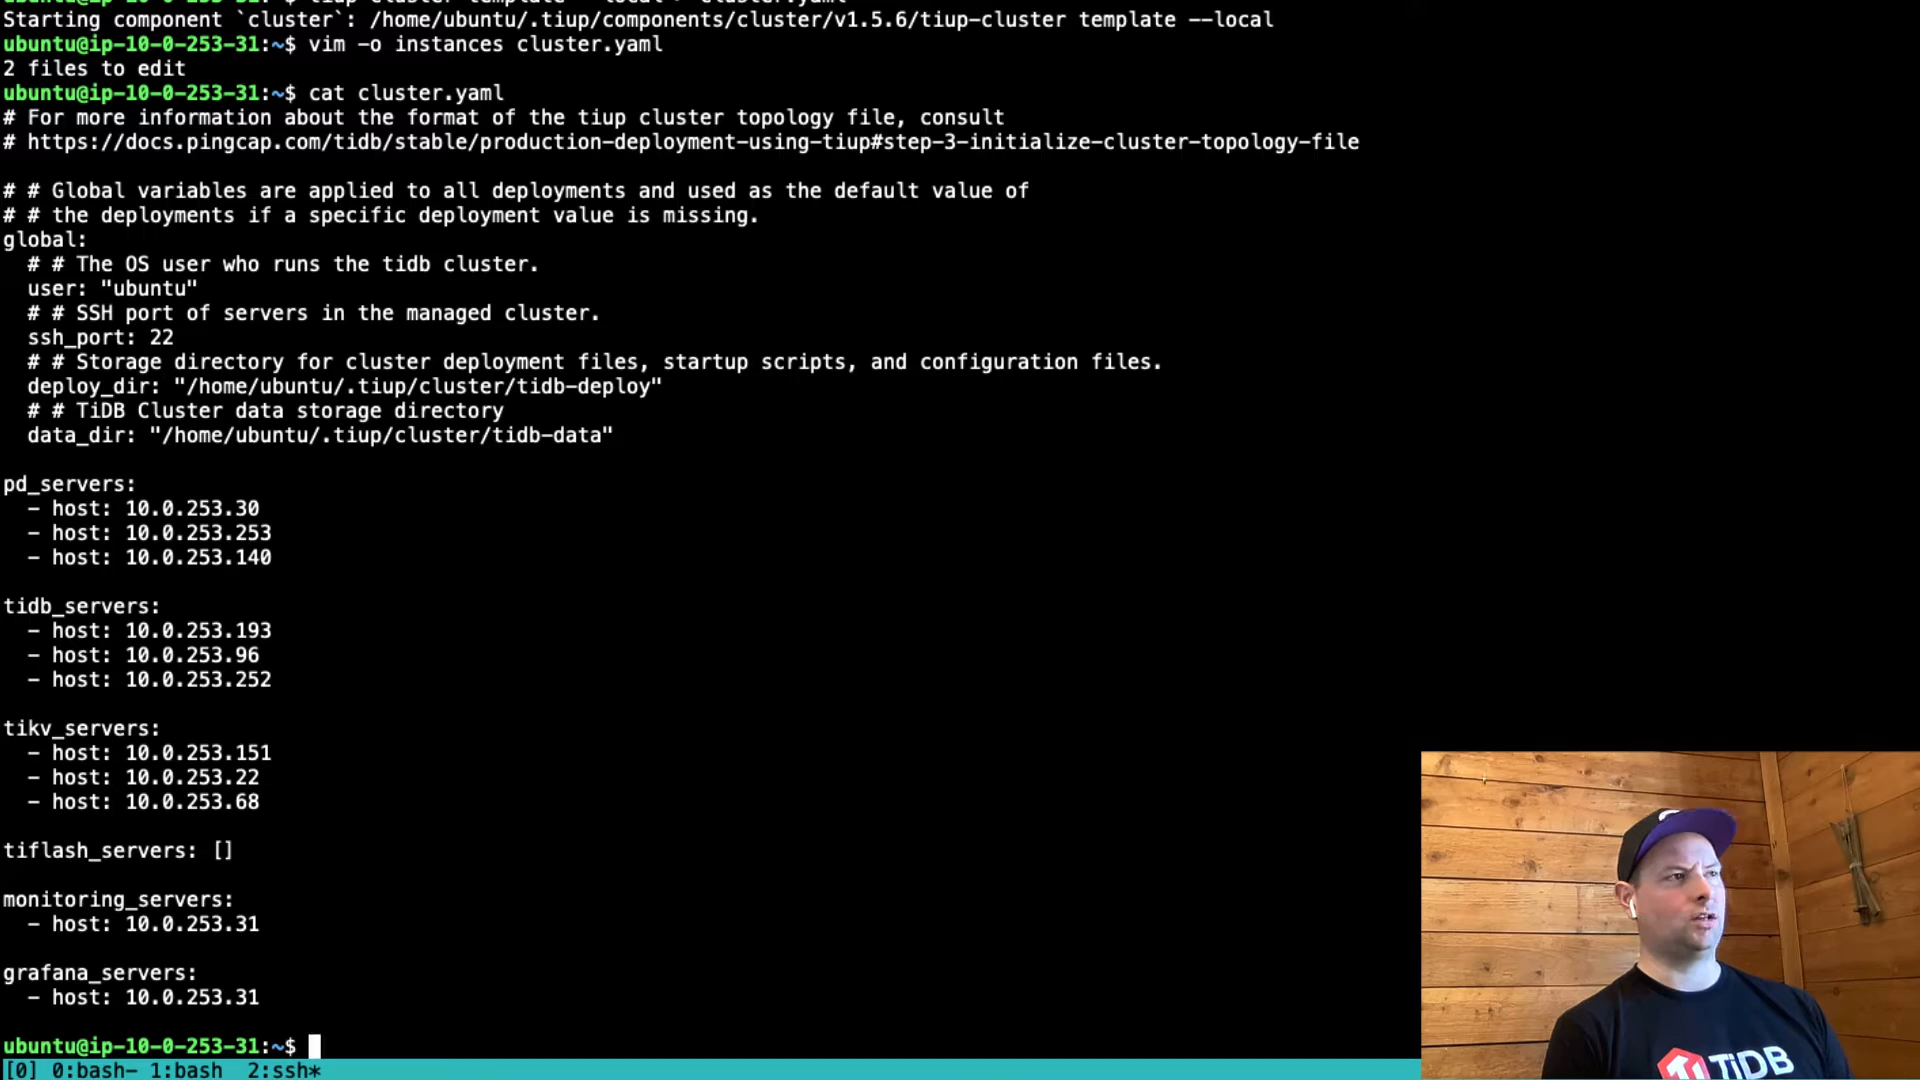 Starting component `cluster`: /home/ubuntu/.tiup/components/cluster/v1.5.6/tiup-cluster template --local
ubuntu@ip-10-0-253-31:~$ vim -o instances cluster.yaml
2 files to edit
ubuntu@ip-10-0-253-31:~$ cat cluster.yaml
# For more information about the format of the tiup cluster topology file, consult
# https://docs.pingcap.com/tidb/stable/production-deployment-using-tiup#step-3-initialize-cluster-topology-file
# # Global variables are applied to all deployments and used as the default value of
# # the deployments if a specific deployment value is missing.
global:
  # # The OS user who runs the tidb cluster.
  user: "ubuntu"
  # # SSH port of servers in the managed cluster.
  ssh_port: 22
  # # Storage directory for cluster deployment files, startup scripts, and configuration files.
  deploy_dir: "/home/ubuntu/.tiup/cluster/tidb-deploy"
  # # TiDB Cluster data storage directory
  data_dir: "/home/ubuntu/.tiup/cluster/tidb-data"
pd_servers:
  - host: 10.0.253.30
  - host: 10.0.253.253
  - host: 10.0.253.140
tidb_servers:
  - host: 10.0.253.193
  - host: 10.0.253.96
  - host: 10.0.253.252
tikv_servers:
  - host: 10.0.253.151
  - host: 10.0.253.22
  - host: 10.0.253.68
tiflash_servers: []
monitoring_servers:
  - host: 10.0.253.31
grafana_servers:
  - host: 10.0.253.31
ubuntu@ip-10-0-253-31:~$
[0] 0:bash- 1:bash  2:ssh*
TiDB